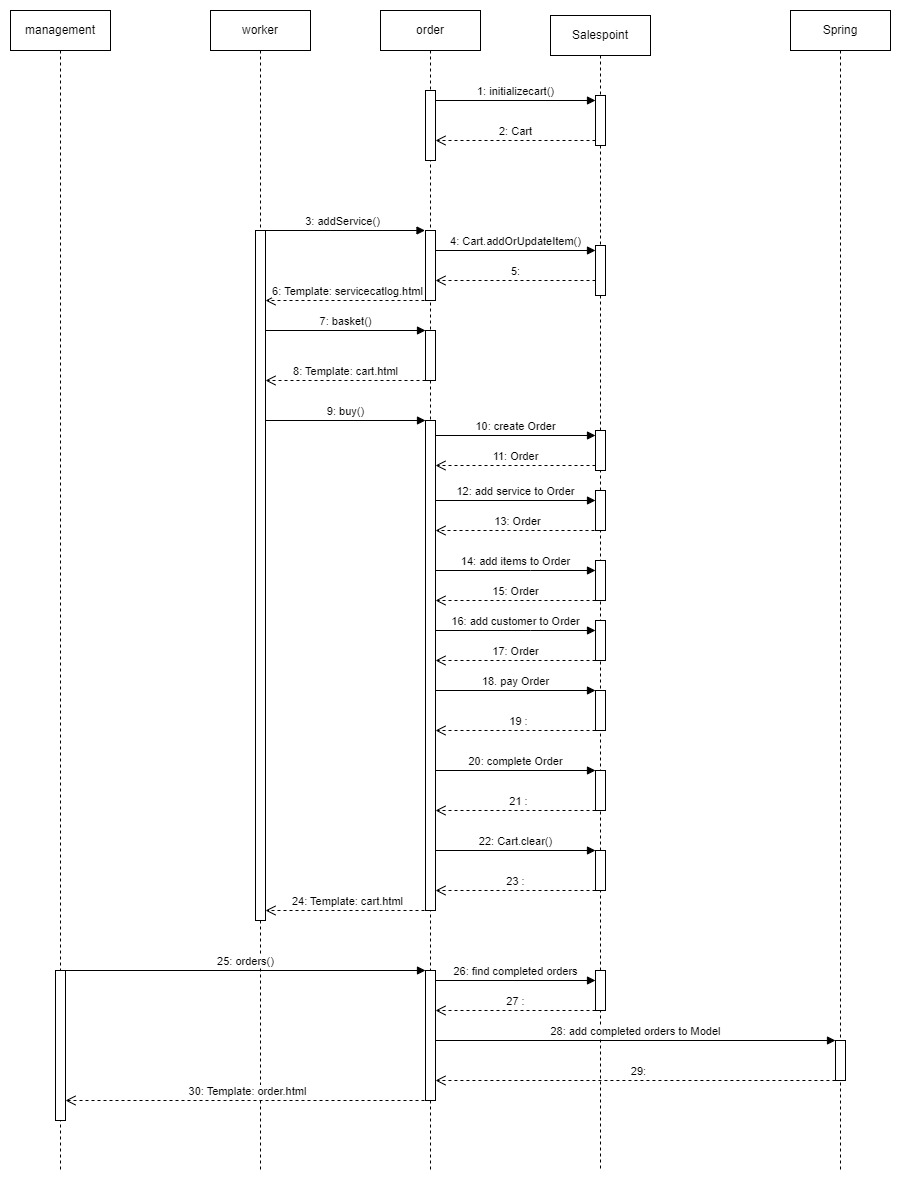 management
worker
order
Salespoint
Spring
1: initializecart()
2: Cart
3: addService()
4: Cart.addOrUpdateItem()
5:
6: Template: servicecatlog.html
7: basket()
8: Template: cart.html
9: buy()
10: create Order
11: Order
12: add service to Order
13: Order
14: add items to Order
15: Order
16: add customer to Order
17: Order
18. pay Order
19 :
20: complete Order
21 :
22: Cart.clear()
23 :
24: Template: cart.html
25: orders()
26: find completed orders
27 :
28: add completed orders to Model
29:
30: Template: order.html